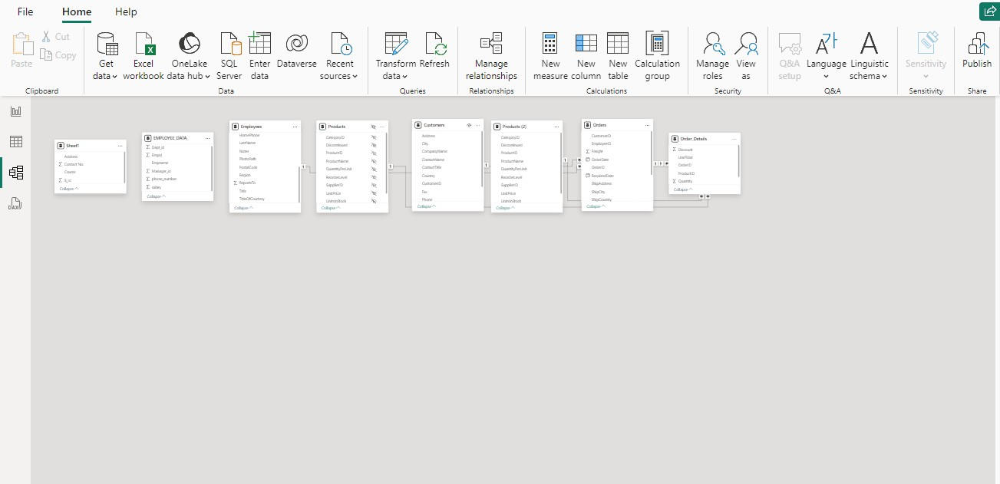 File Home Help
Paste
Cut
Copy
Clipboard
Get data
Excel workbook
OneLake data hub
SQL Server
Enter data
Dataverse
Recent sources
Data
Transform data
Refresh
Queries
Manage relationships
Relationships
New measure
New column
New table
Calculation group
Calculations
Manage roles
View as
Security
Q&A setup
Language
Linguistic schema
Q&A
Sensitivity
Sensitivity
Publish
Share
DAX
Sheet1
Address
Contact No.
Course
S_id
Collapse
EMPLOYEE_DATA_
Dept_id
Empid
Empname
Manager_id
phone_number
salary
Collapse
Employees
HomePhone
LastName
Notes
PhotoPath
PostalCode
Region
ReportsTo
Title
TitleOfCourtesy
Collapse
Products
CategoryID
Discontinued
ProductID
ProductName
QuantityPerUnit
ReorderLevel
SupplierID
UnitPrice
UnitsInStock
Collapse
1
1
Customers
Address
City
CompanyName
ContactName
ContactTitle
Country
CustomerID
Fax
Phone
Collapse
1
Products (2)
CategoryID
Discontinued
ProductID
ProductName
QuantityPerUnit
ReorderLevel
SupplierID
UnitPrice
UnitsInStock
Collapse
1
Orders
CustomerID
EmployeeID
Freight
OrderDate
OrderID
RequiredDate
ShipAddress
ShipCity
ShipCountry
Collapse
1
Order_Details
Discount
LineTotal
OrderID
ProductID
Quantity
Collapse